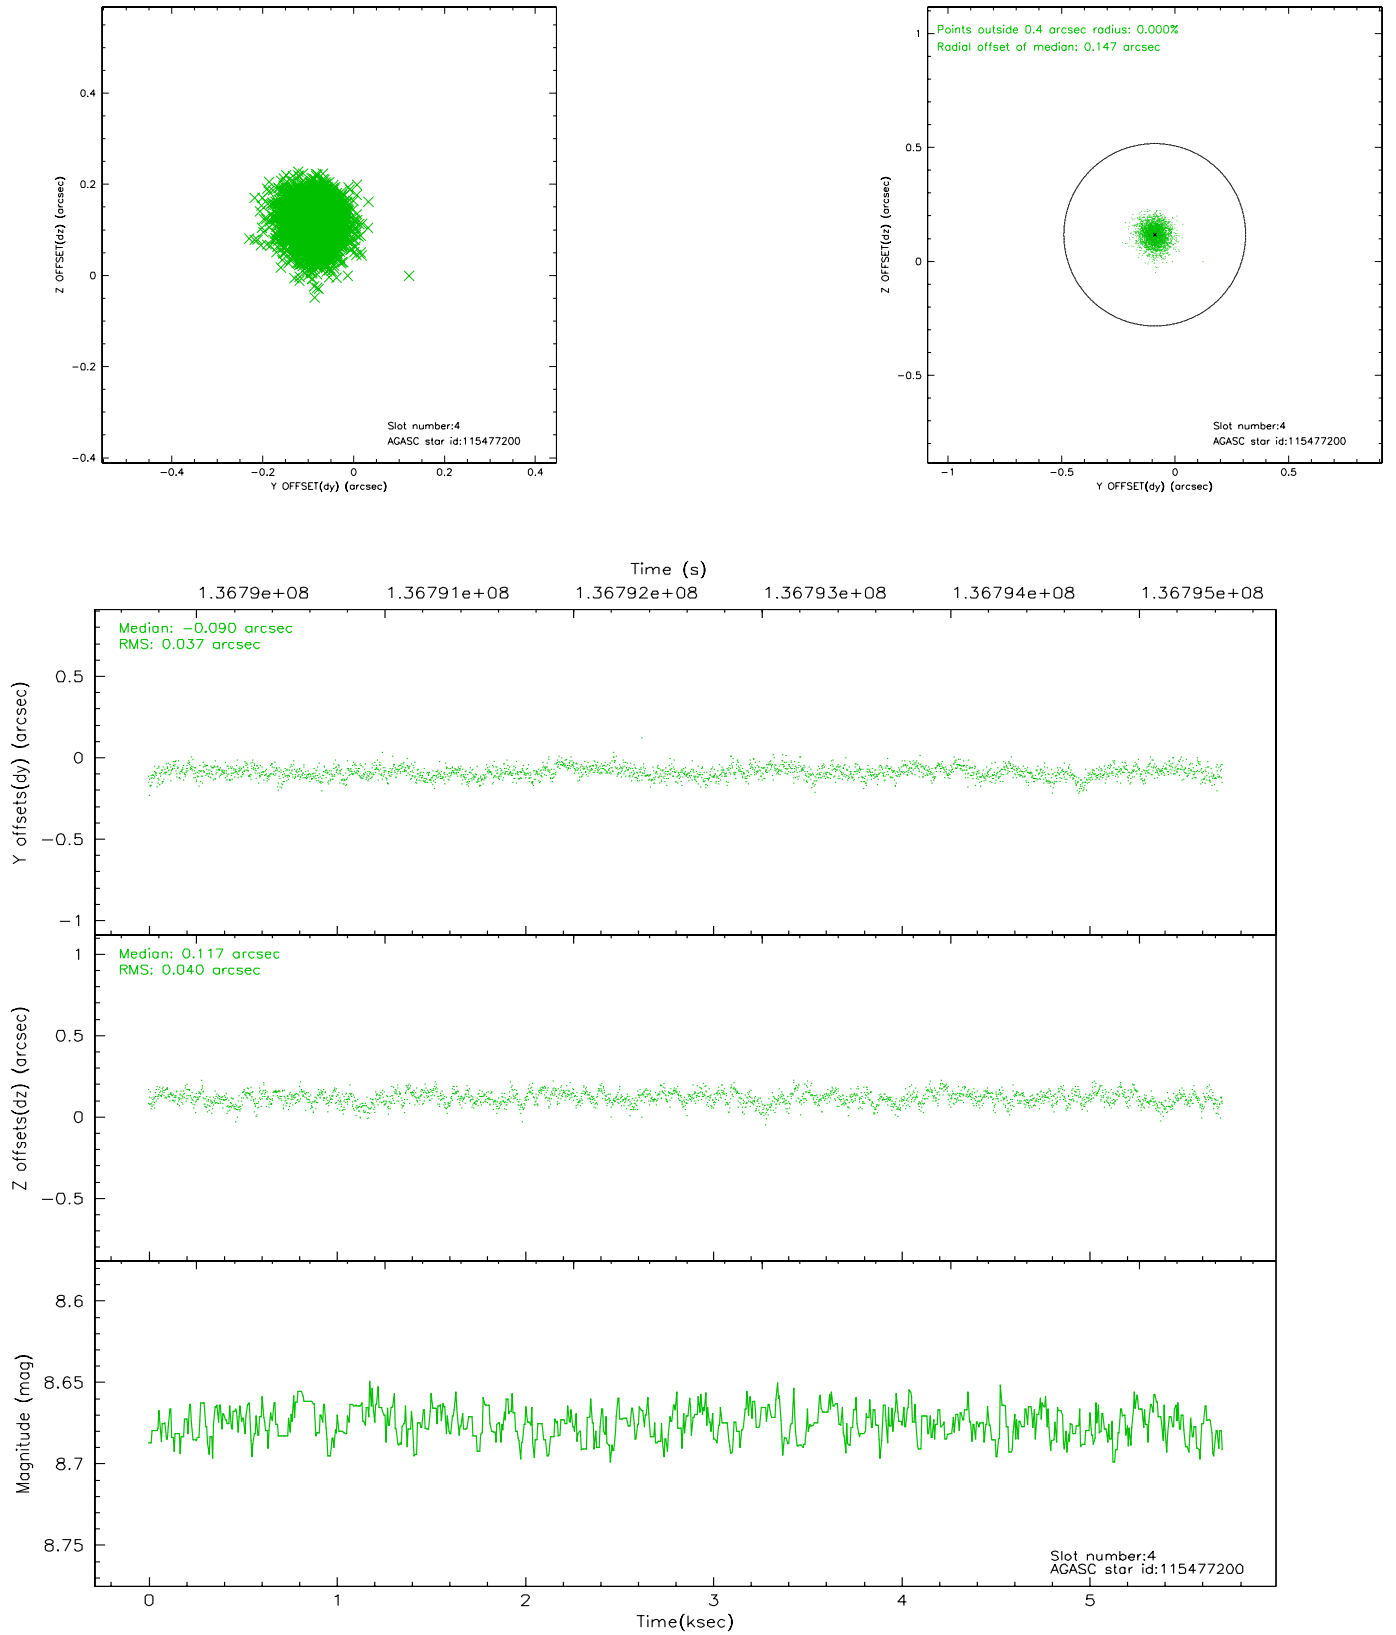 0.4
0.2
0
−0.2
−0.4
Z OFFSET(dz) (arcsec)
−0.4 −0.2 0 0.2 0.4
Y OFFSET(dy) (arcsec)
Slot number:4
AGASC star id:115477200
Points outside 0.4 arcsec radius: 0.000%
Radial offset of median: 0.147 arcsec
1
0.5
0
−0.5
Z OFFSET(dz) (arcsec)
−1 −0.5 0 0.5
Y OFFSET(dy) (arcsec)
Slot number:4
AGASC star id:115477200
Time (s)
1.3679e+08 1.36791e+08 1.36792e+08 1.36793e+08 1.36794e+08 1.36795e+08
Median: −0.090 arcsec
RMS: 0.037 arcsec
0.5
0
−0.5
−1
Y offsets(dy) (arcsec)
Median: 0.117 arcsec
RMS: 0.040 arcsec
1
0.5
0
−0.5
Z offsets(dz) (arcsec)
8.6
8.65
8.7
8.75
Magnitude (mag)
Slot number:4
AGASC star id:115477200
0 1 2 3 4 5
Time(ksec)